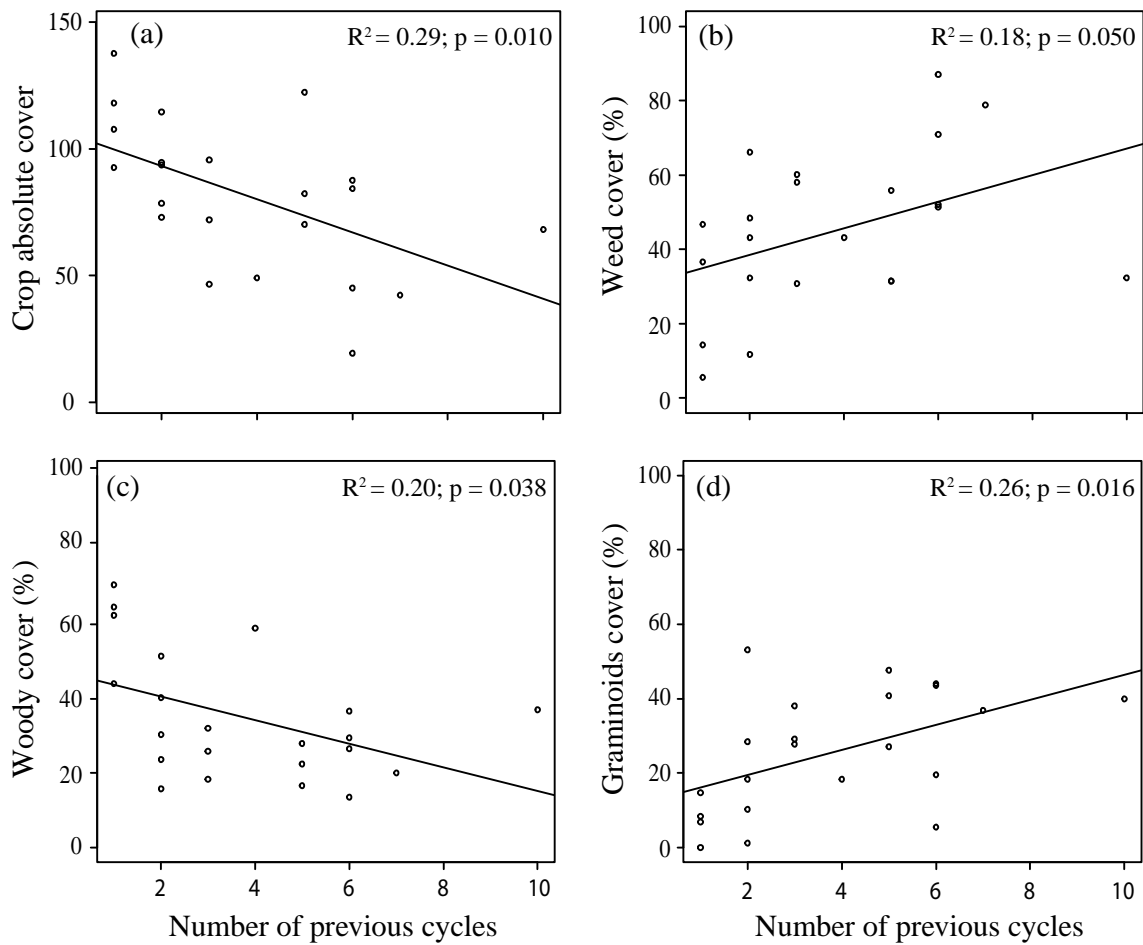 (a)
R² = 0.29; p = 0.010
Crop absolute cover
150
100
50
0
(b)
R² = 0.18; p = 0.050
Weed cover (%)
100
80
60
40
20
0
(c)
R² = 0.20; p = 0.038
Woody cover (%)
100
80
60
40
20
0
2 4 6 8 10
Number of previous cycles
(d)
R² = 0.26; p = 0.016
Graminoids cover (%)
100
80
60
40
20
0
2 4 6 8 10
Number of previous cycles